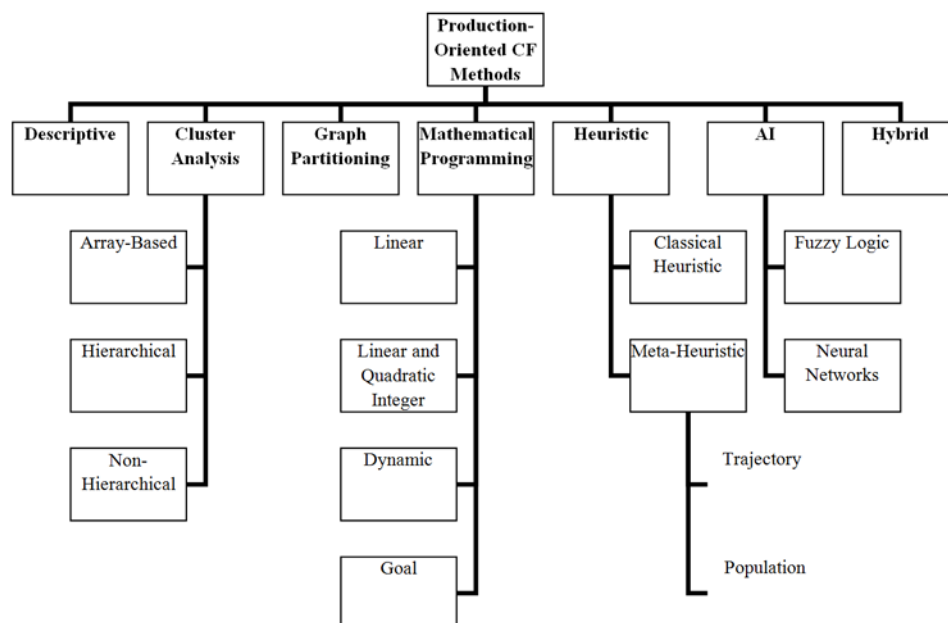 Production-
Oriented CF
Methods
Descriptive
Cluster
Analysis
Graph
Partitioning
Mathematical
Programming
Heuristic
AI
Hybrid
Array-Based
Linear
Classical
Heuristic
Fuzzy Logic
Hierarchical
Linear and
Quadratic
Integer
Meta-Heuristic
Neural
Networks
Non-
Hierarchical
Dynamic
Trajectory
Goal
Population